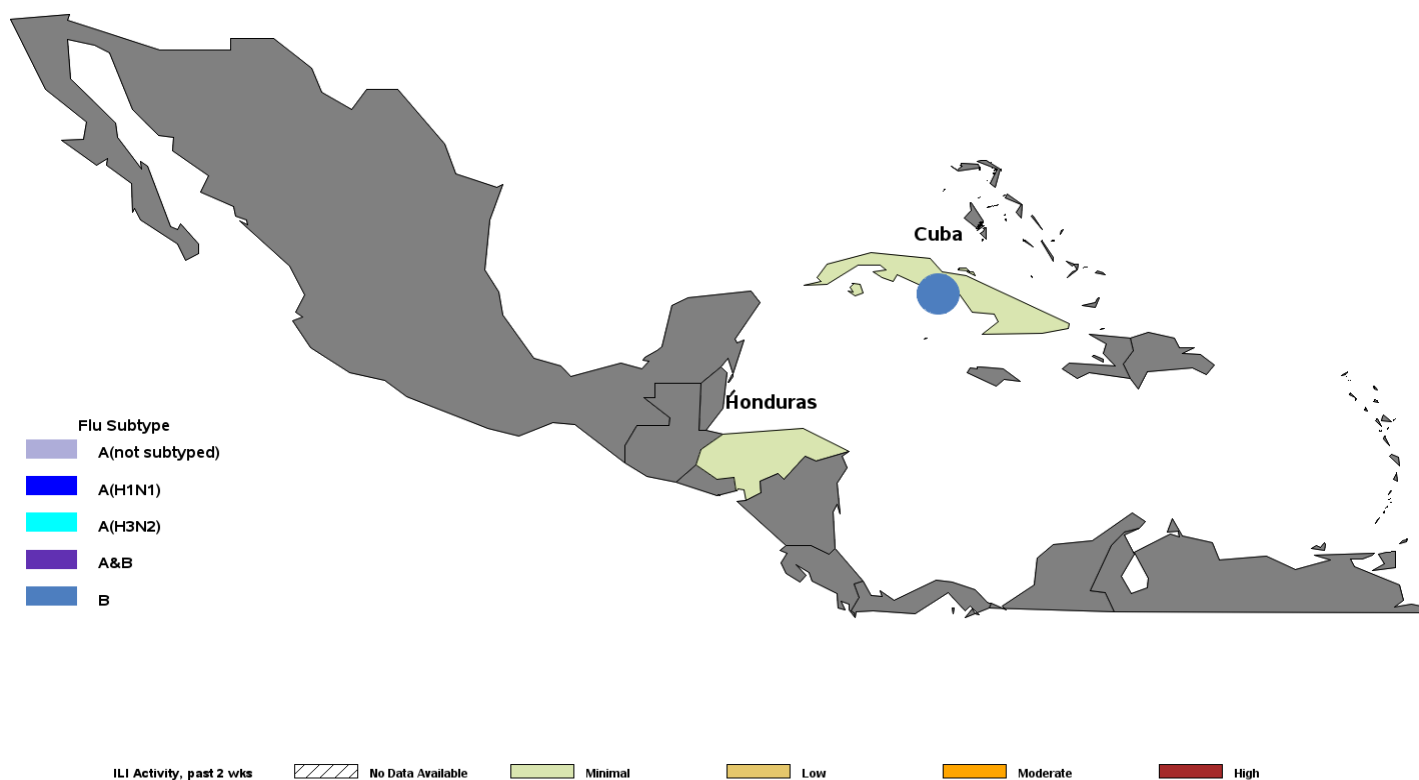 Cuba
Honduras
Flu Subtype
A(not subtyped)
A(H1N1)
A(H3N2)
A&B
B
ILI Activity, past 2 wks No Data Available Minimal Low Moderate High